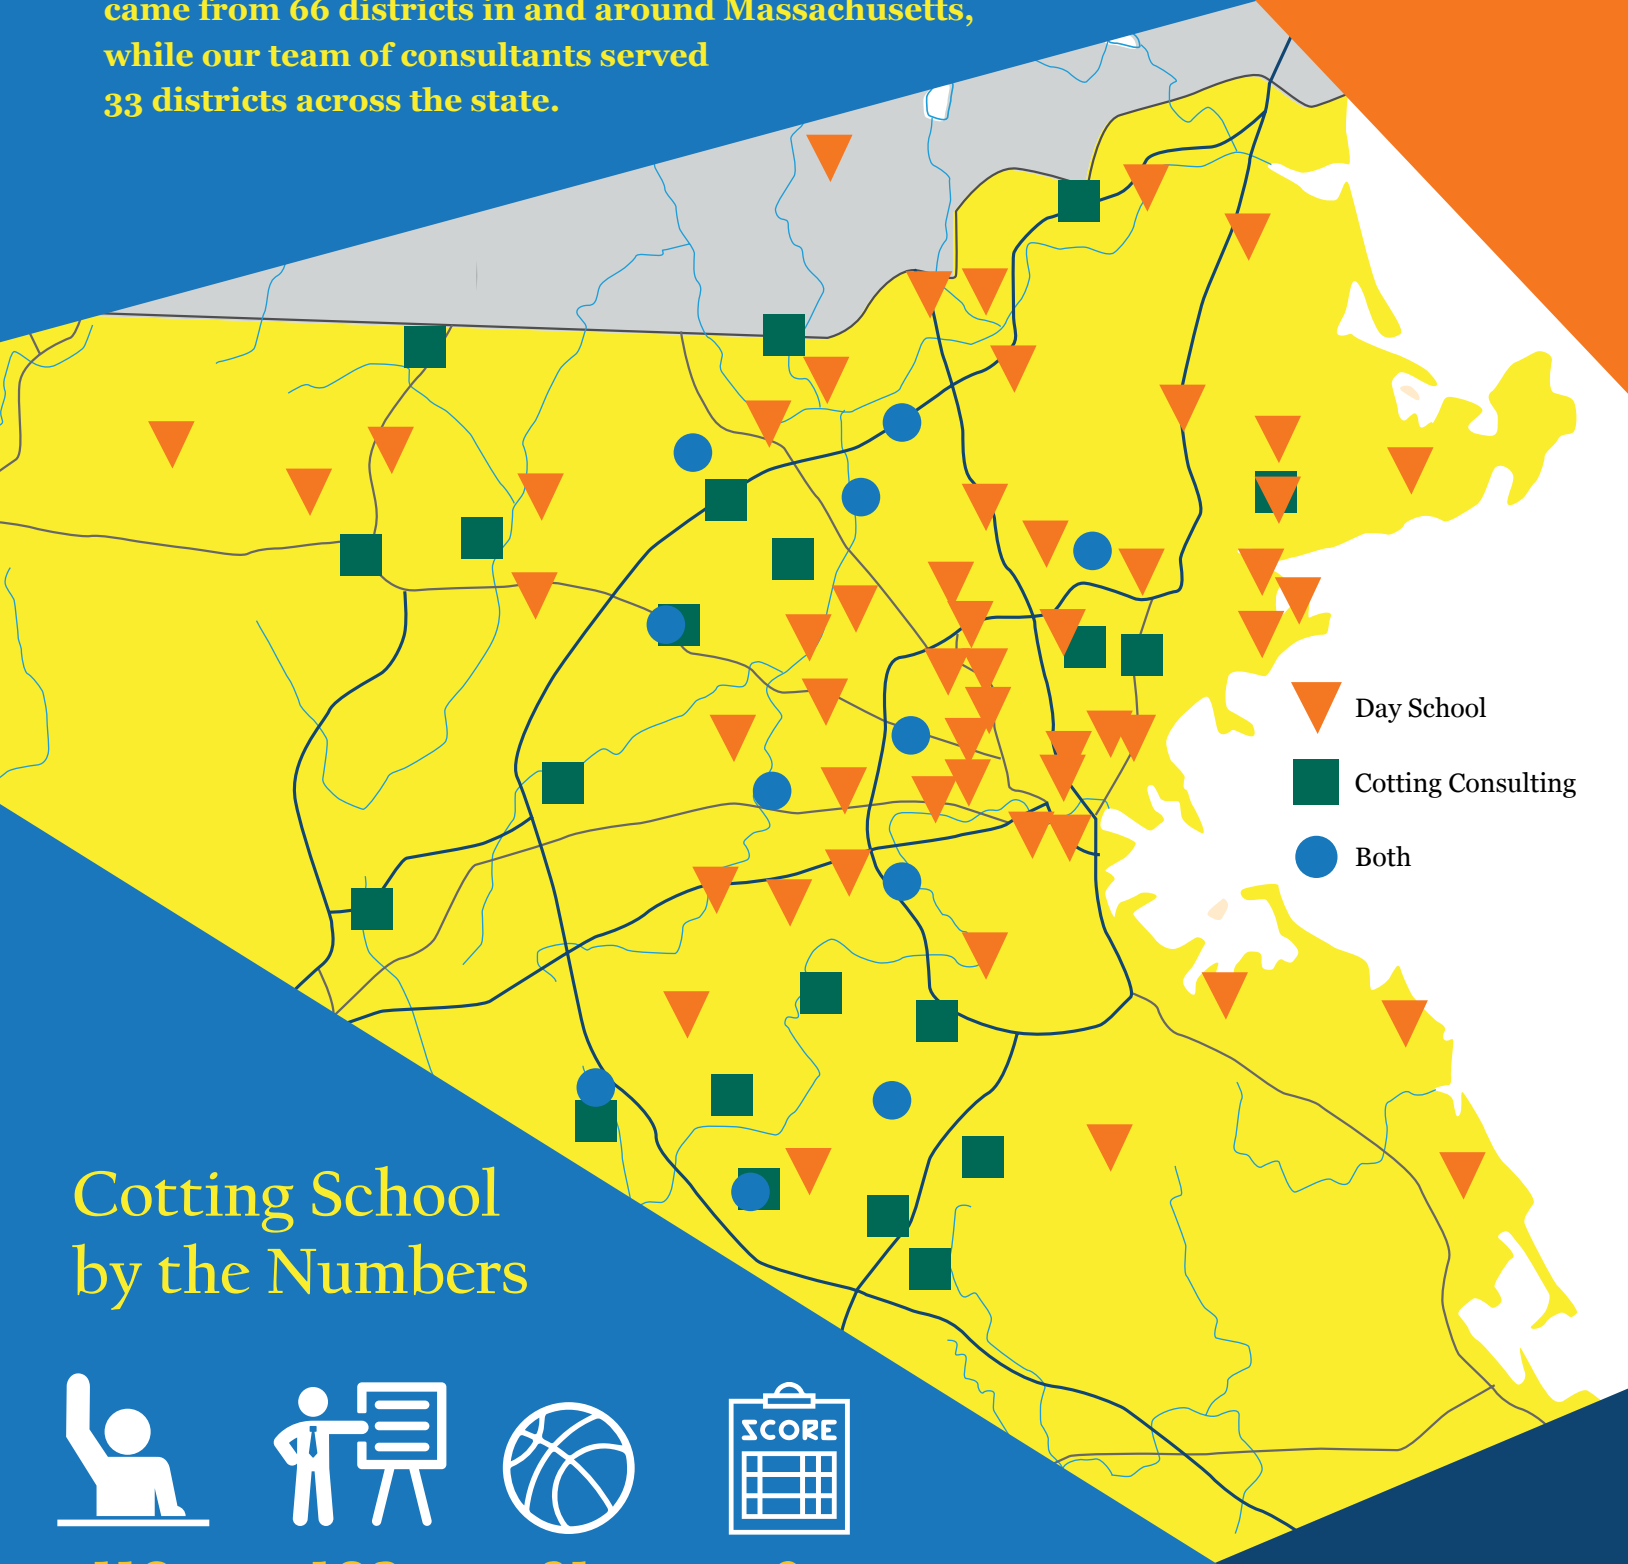 came from 66 districts in and around Massachusetts,
while our team of consultants served
33 districts across the state.
Day School
Cotting Consulting
Both
Cotting School
by the Numbers
SCORE